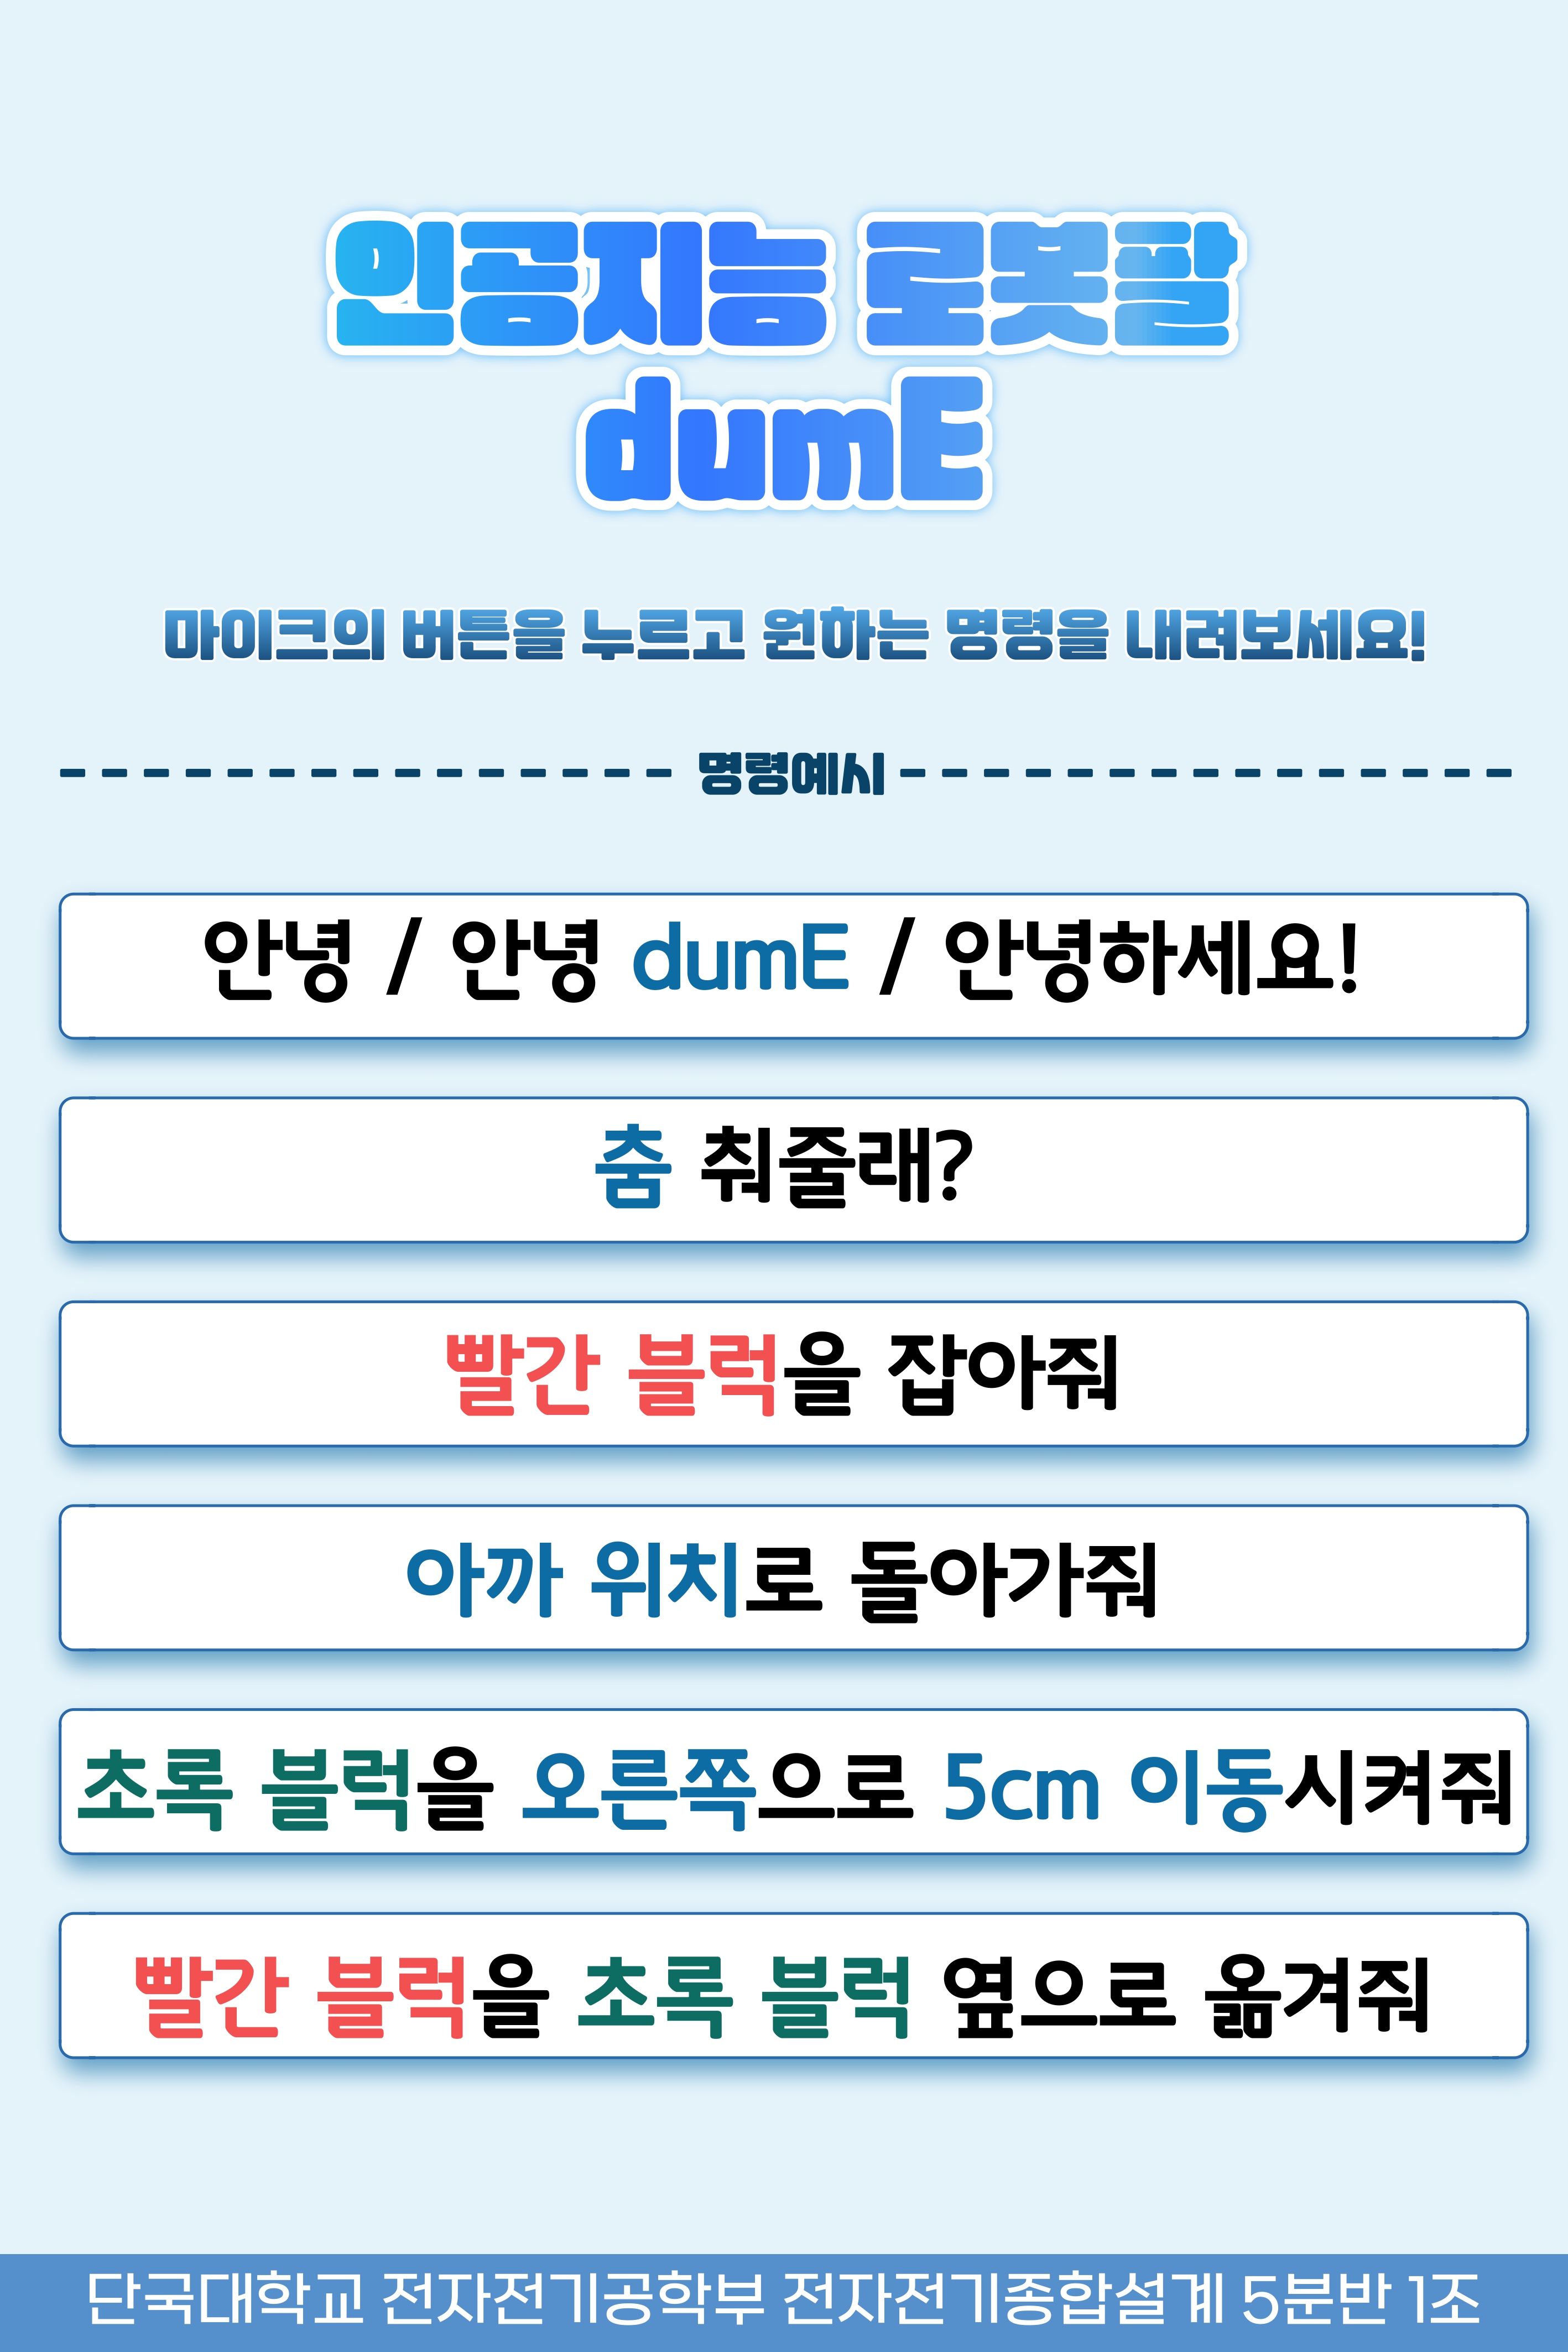 인공지능 로봇팔
dumE
마이크의 버튼을 누르고 원하는 명령을 내려보세요!
명령예시
안녕 / 안녕 dumE / 안녕하세요!
춤 춰줄래?
빨간 블럭을 잡아줘
아까 위치로 돌아가줘
초록 블럭을 오른쪽으로 5cm 이동시켜줘
빨간 블럭을 초록 블럭 옆으로 옮겨줘
단국대학교 전자전기공학부 전자전기종합설계 5분반 1조